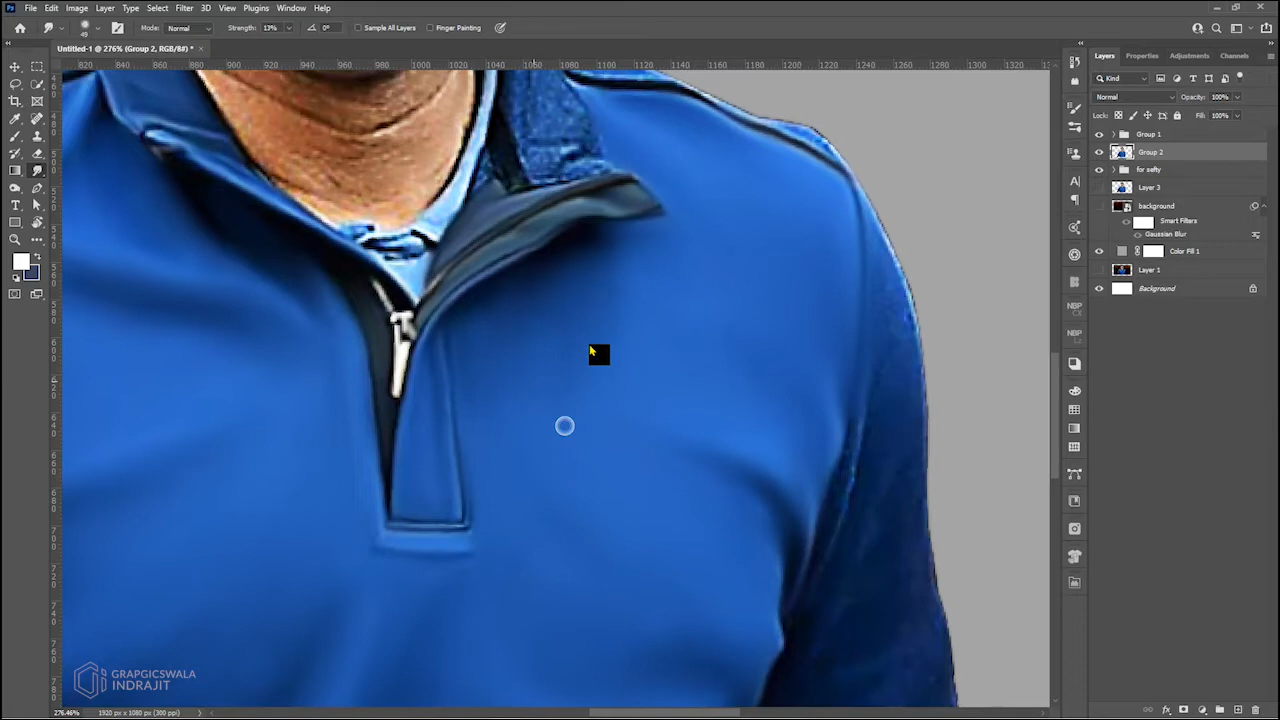 File Edit Image Layer Type Select Filter 3D View Plugins Window Help
49 Mode: Normal Strength: 13% 0° Sample All Layers Finger Painting
Untitled-1 @ 276% (Group 2, RGB/8#) * ×
820 840 860 880 900 920 940 960 980 1000 1020 1040 1060 1080 1100 1120 1140 1160 1180 1200 1220 1240 1260 1280 1300 1320
Layers Properties Adjustments Channels
Kind
Normal Opacity: 100%
Lock: Fill: 100%
Group 1
Group 2
for sefty
Layer 3
background
Smart Filters
Gaussian Blur
Color Fill 1
Layer 1
Background
NBP
NBP
GRAPGICSWALA
INDRAJIT
276.46% 1920 px x 1080 px (300 ppi)